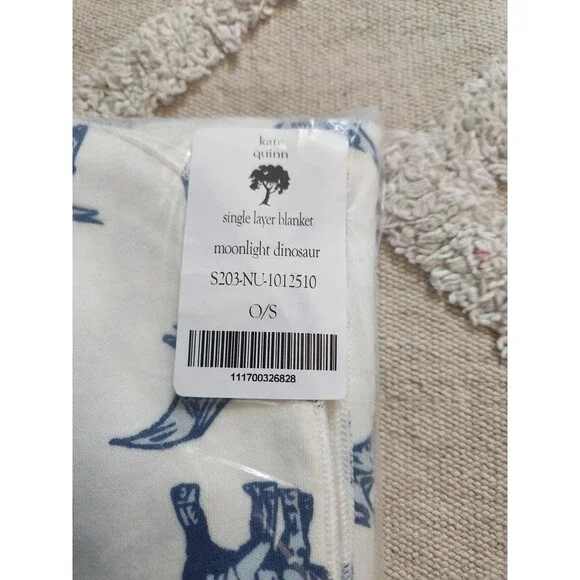 kate
quinn
single layer blanket
moonlight dinosaur
S203-NU-1012510
O/S
111700326828